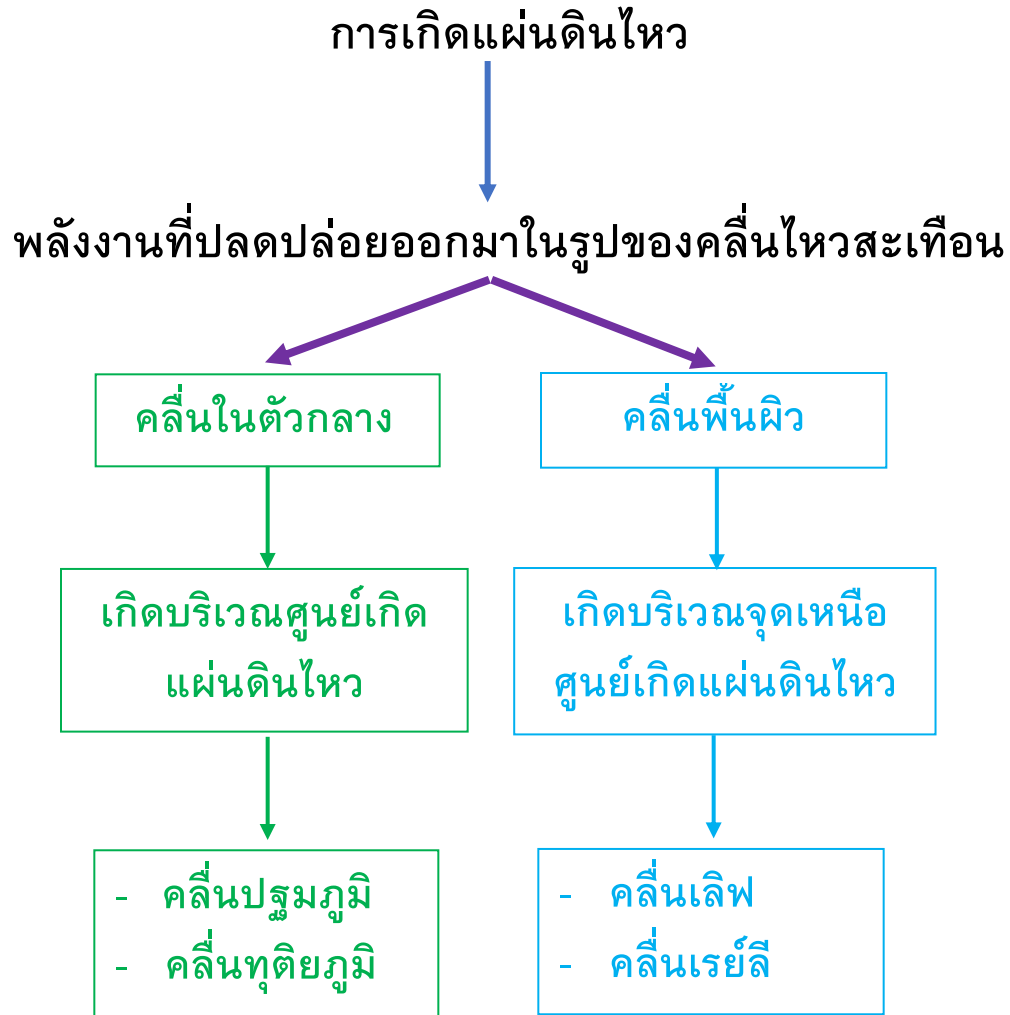 การเกิดแผ่นดินไหว
พลังงานที่ปลดปล่อยออกมาในรูปของคลื่นไหวสะเทือน
คลื่นในตัวกลาง
คลื่นพื้นผิว
เกิดบริเวณศูนย์เกิด
แผ่นดินไหว
เกิดบริเวณจุดเหนือ
ศูนย์เกิดแผ่นดินไหว
- คลื่นปฐมภูมิ
- คลื่นทุติยภูมิ
- คลื่นเลิฟ
- คลื่นเรย์ลี